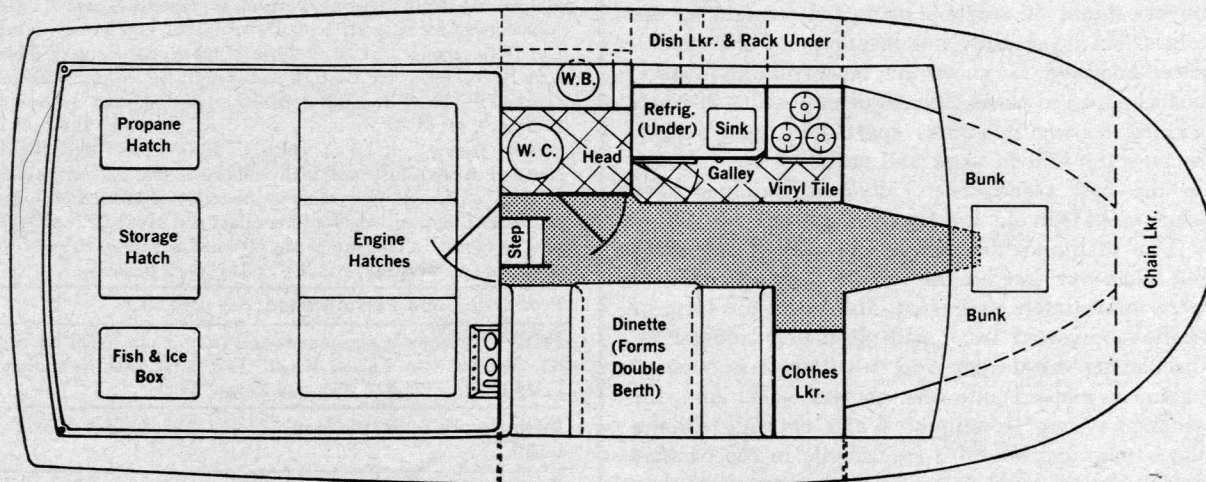 Dish Lkr. & Rack Under
W.B.
Refrig.
(Under)
Sink
Propane
Hatch
W. C.
Head
Galley
Vinyl Tile
Bunk
Storage
Hatch
Engine
Hatches
Step
Chain Lkr.
Bunk
Fish & Ice
Box
Dinette
(Forms
Double
Berth)
Clothes
Lkr.